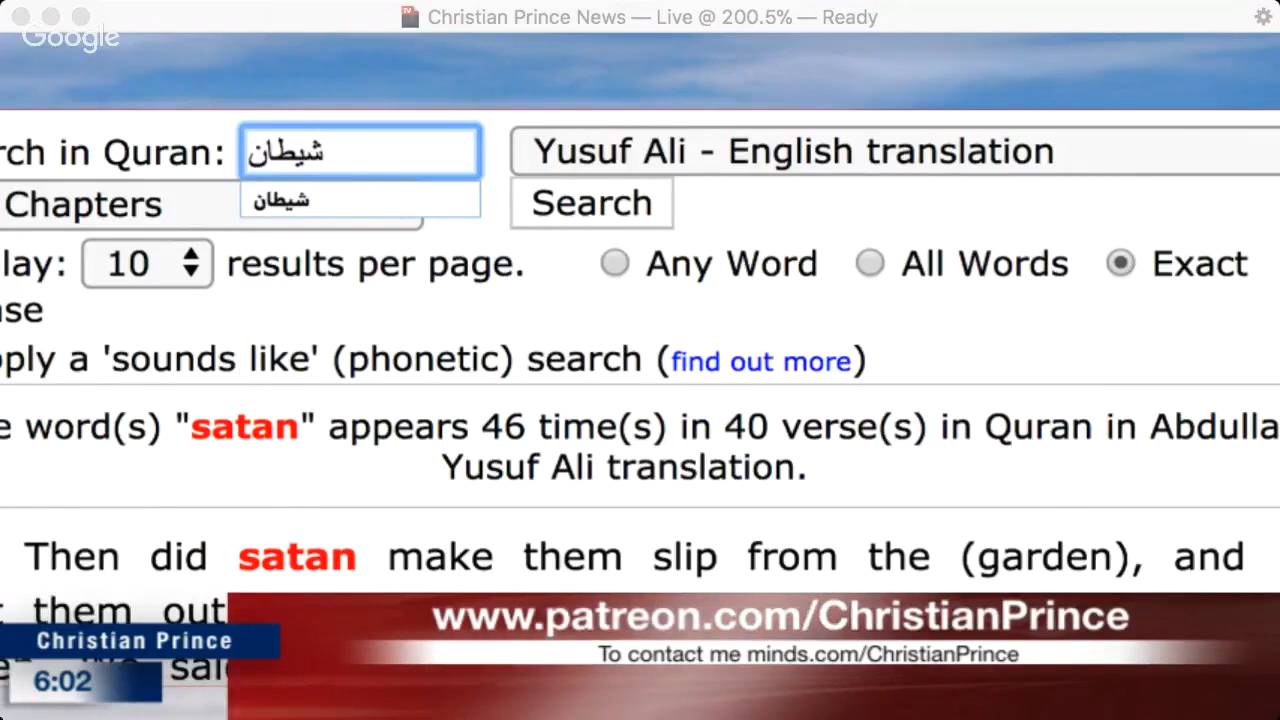 Christian Prince News — Live @ 200.5% — Ready
Google
rch in Quran: شيطان Yusuf Ali - English translation
Chapters شيطان Search
lay: 10 results per page. Any Word All Words Exact
ase
pply a 'sounds like' (phonetic) search (find out more)
e word(s) "satan" appears 46 time(s) in 40 verse(s) in Quran in Abdulla
Yusuf Ali translation.
Then did satan make them slip from the (garden), and
them out
www.patreon.com/ChristianPrince
Christian Prince
To contact me minds.com/ChristianPrince
6:02